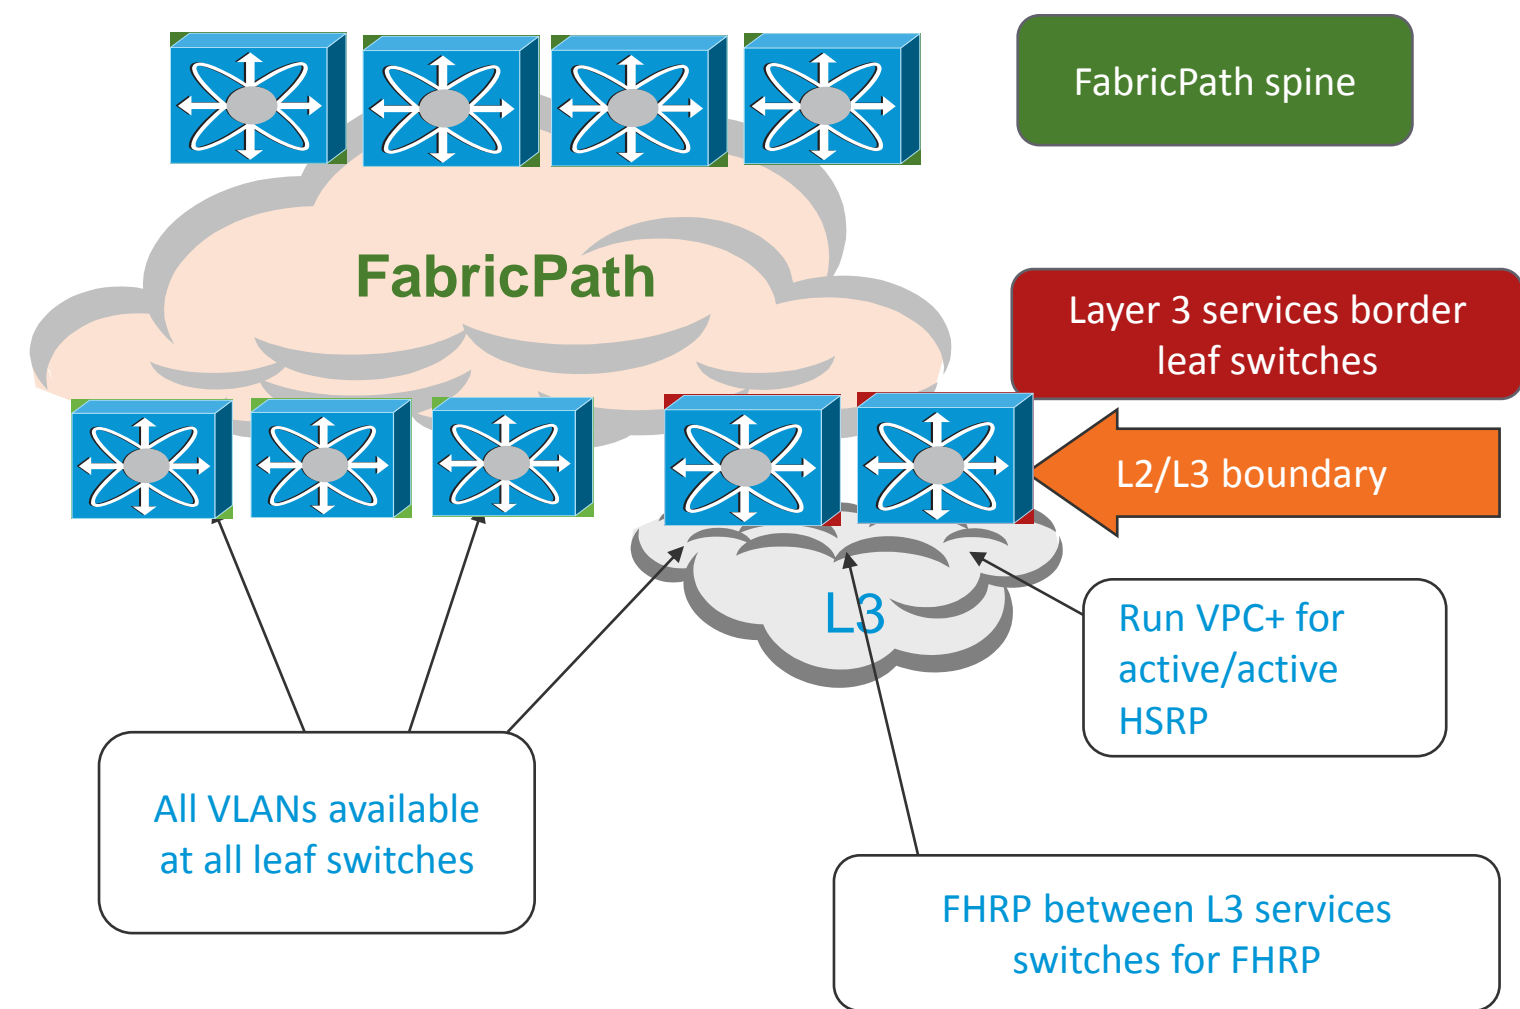 FabricPath spine
FabricPath
Layer 3 services border
leaf switches
L2/L3 boundary
L3
Run VPC+ for
active/active
HSRP
All VLANs available
at all leaf switches
FHRP between L3 services
switches for FHRP